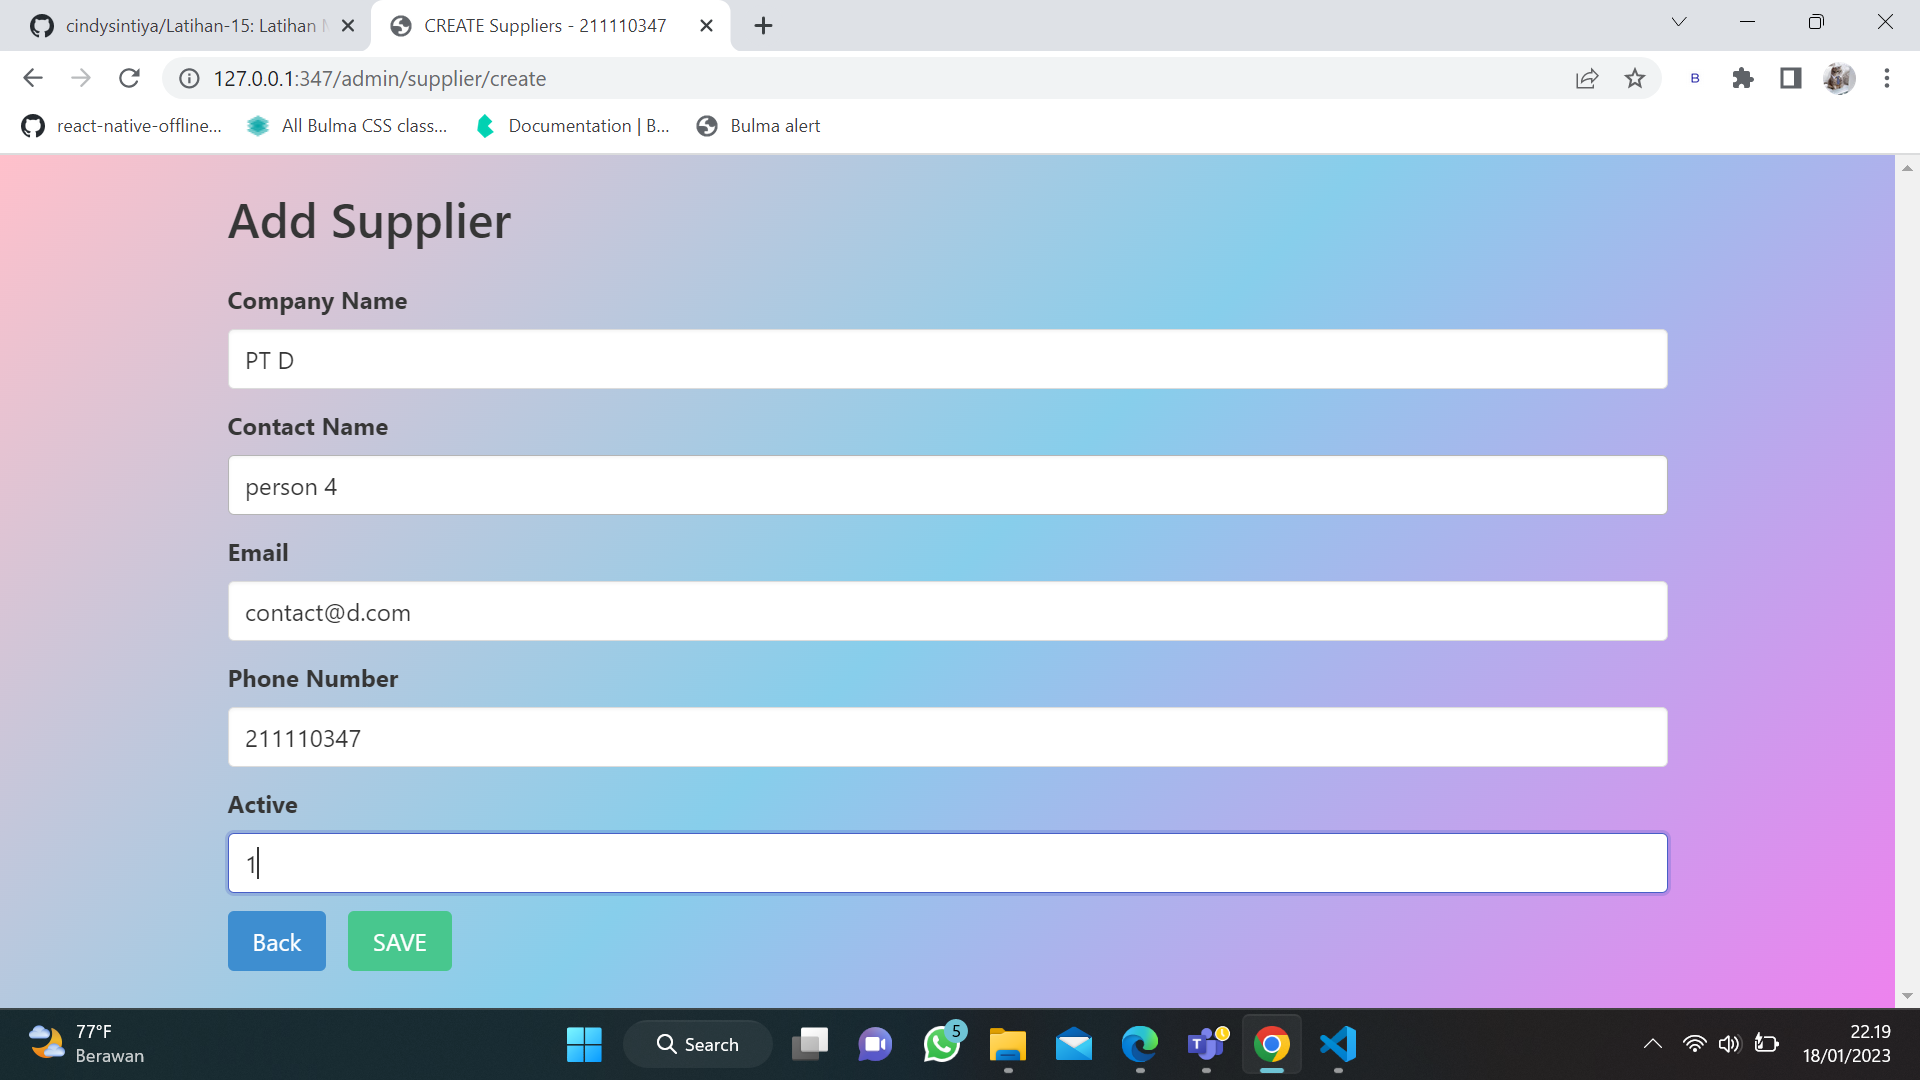 cindysintiya/Latihan-15: Latihan
CREATE Suppliers - 211110347
127.0.0.1:347/admin/supplier/create
B
react-native-offline...
All Bulma CSS class...
Documentation | B...
Bulma alert
Add Supplier
Company Name
PT D
Contact Name
person 4
Email
contact@d.com
Phone Number
211110347
Active
1
Back
SAVE
77°F
Berawan
Search
5
T
22.19
18/01/2023